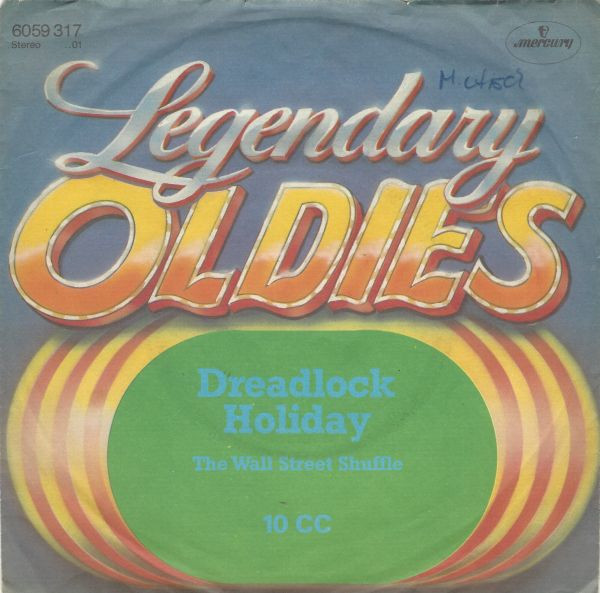 6059 317
Stereo ..01
mercury
Legendary
OLDIES
Dreadlock
Holiday
The Wall Street Shuffle
10 CC